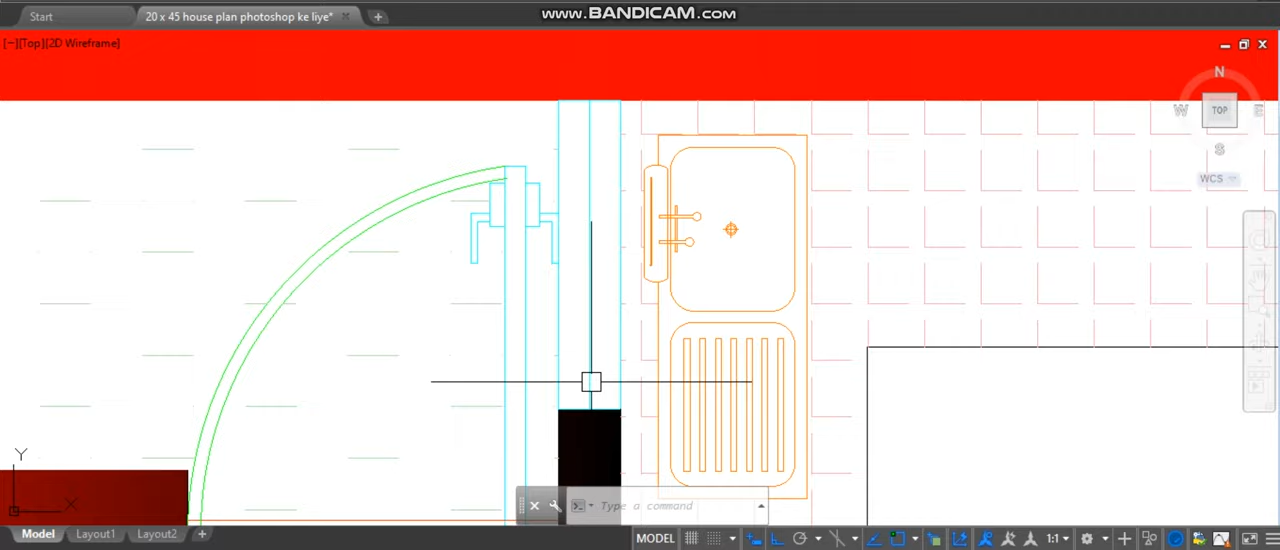 www.BANDICAM.com
Start
20 x 45 house plan photoshop ke liye*
[−][Top][2D Wireframe]
N
W
TOP
E
S
WCS
Y
X
Type a command
Model
Layout1
Layout2
MODEL
1:1